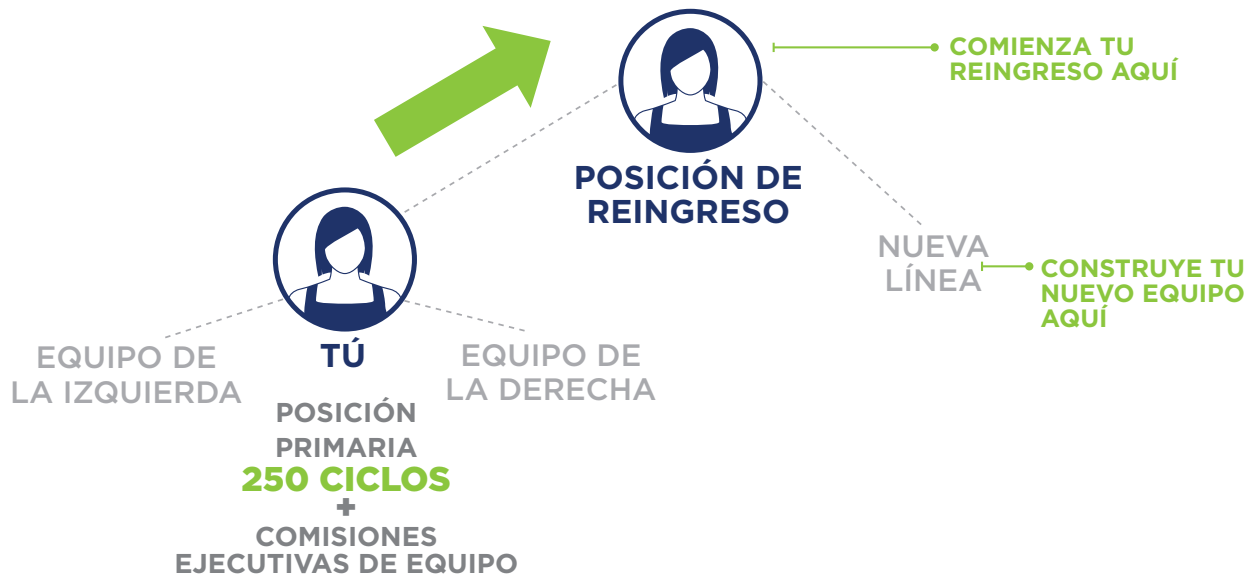 COMIENZA TU
REINGRESO AQUÍ
POSICIÓN DE
REINGRESO
NUEVA
LÍNEA
CONSTRUYE TU
NUEVO EQUIPO
AQUÍ
EQUIPO DE
LA IZQUIERDA
TÚ
EQUIPO DE
LA DERECHA
POSICIÓN
PRIMARIA
250 CICLOS
+
COMISIONES
EJECUTIVAS DE EQUIPO